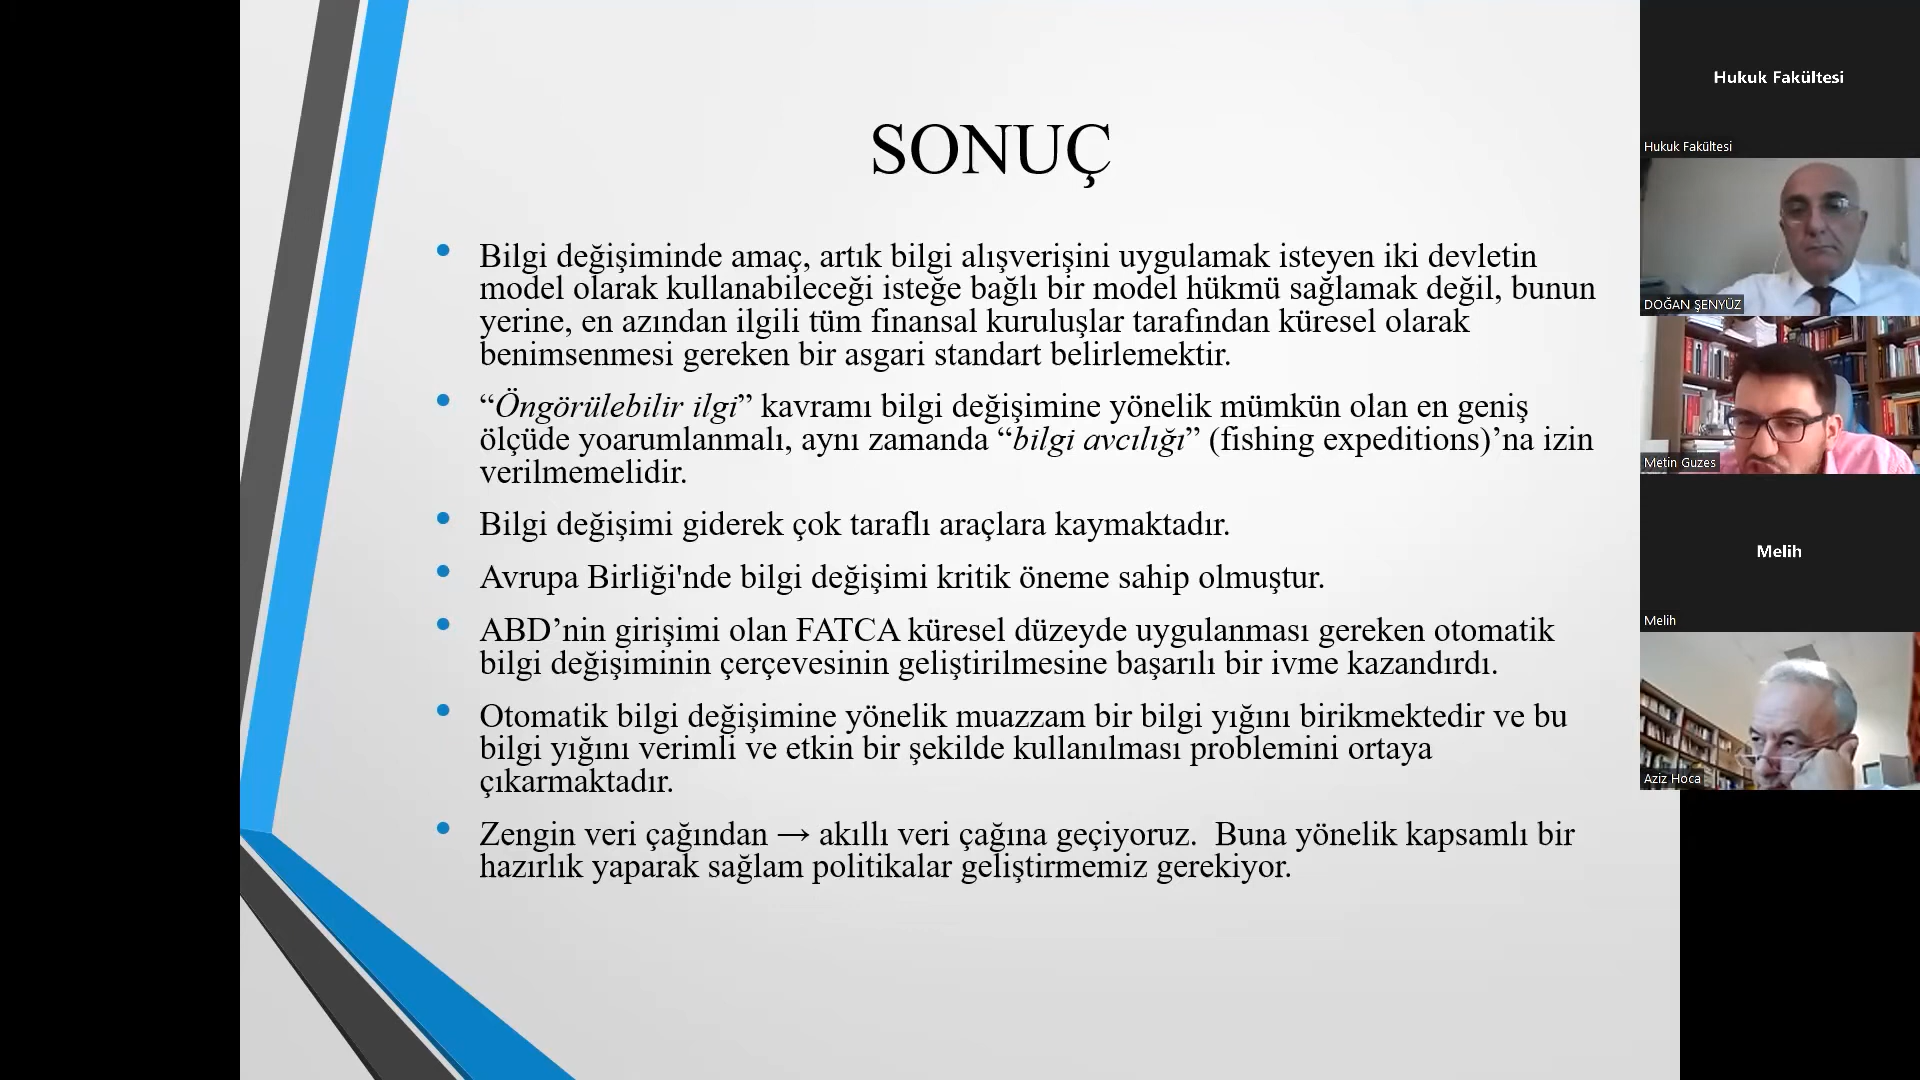 SONUÇ
Bilgi değişiminde amaç, artık bilgi alışverişini uygulamak isteyen iki devletin
model olarak kullanabileceği isteğe bağlı bir model hükmü sağlamak değil, bunun
yerine, en azından ilgili tüm finansal kuruluşlar tarafından küresel olarak
benimsenmesi gereken bir asgari standart belirlemektir.
“Öngörülebilir ilgi” kavramı bilgi değişimine yönelik mümkün olan en geniş
ölçüde yoarumlanmalı, aynı zamanda “bilgi avcılığı” (fishing expeditions)’na izin
verilmemelidir.
Bilgi değişimi giderek çok taraflı araçlara kaymaktadır.
Avrupa Birliği'nde bilgi değişimi kritik öneme sahip olmuştur.
ABD’nin girişimi olan FATCA küresel düzeyde uygulanması gereken otomatik
bilgi değişiminin çerçevesinin geliştirilmesine başarılı bir ivme kazandırdı.
Otomatik bilgi değişimine yönelik muazzam bir bilgi yığını birikmektedir ve bu
bilgi yığını verimli ve etkin bir şekilde kullanılması problemini ortaya
çıkarmaktadır.
Zengin veri çağından → akıllı veri çağına geçiyoruz.  Buna yönelik kapsamlı bir
hazırlık yaparak sağlam politikalar geliştirmemiz gerekiyor.
Hukuk Fakültesi
Hukuk Fakültesi
DOĞAN ŞENYÜZ
Metin Guzes
Melih
Melih
Aziz Hoca